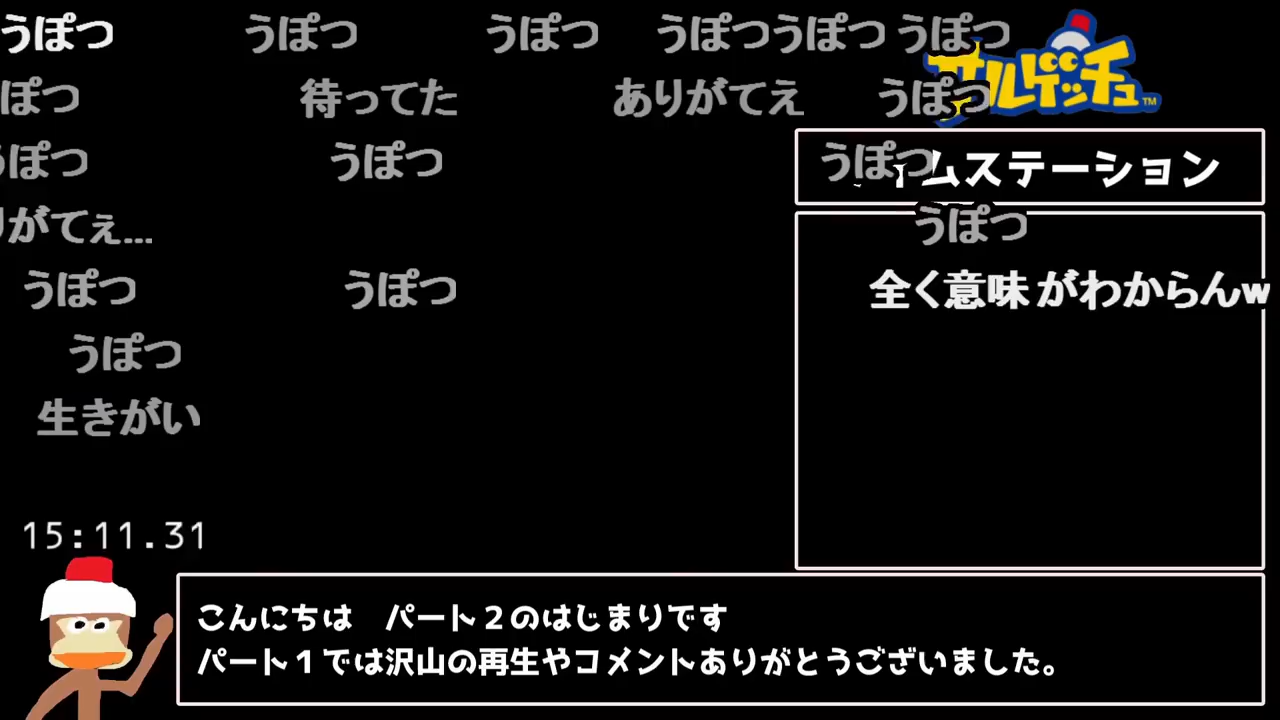 うぽつ うぽつ うぽつ うぽつ うぽつ うぽつ
サルゲッチュ™
ぽつ 待ってた ありがてえ うぽつ
うぽつ うぽつ うぽつ
ムステーション
りがてぇ... うぽつ
うぽつ うぽつ 全く意味がわからんw
うぽつ
生きがい
15:11.31
こんにちは パート２のはじまりです
パート１では沢山の再生やコメントありがとうございました。